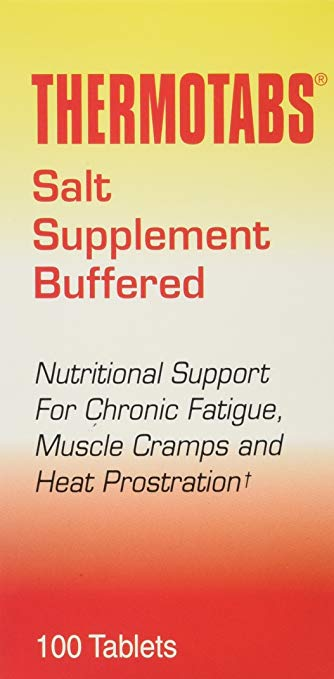 THERMOTABS®
Salt
Supplement
Buffered
Nutritional Support
For Chronic Fatigue,
Muscle Cramps and
Heat Prostration†
100 Tablets